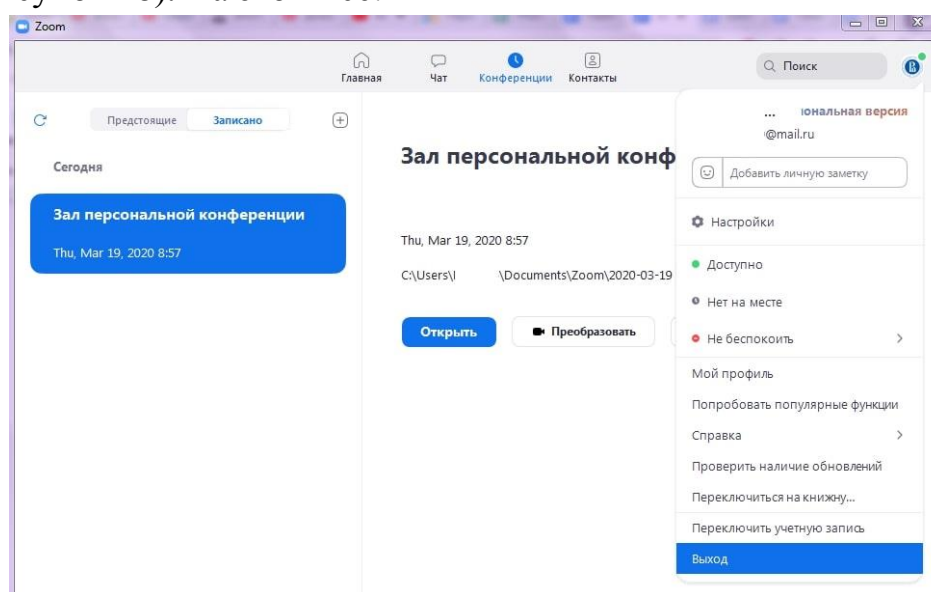 Zoom
Главная
Чат
Конференции
Контакты
Поиск
Предстоящие
Записано
Сегодня
Зал персональной конференции
Thu, Mar 19, 2020 8:57
Зал персональной конф
Thu, Mar 19, 2020 8:57
C:\Users\I \Documents\Zoom\2020-03-19
Открыть
Преобразовать
... ональная версия
@mail.ru
Добавить личную заметку
Настройки
Доступно
Нет на месте
Не беспокоить
Мой профиль
Попробовать популярные функции
Справка
Проверить наличие обновлений
Переключиться на книжну...
Переключить учетную запись
Выход